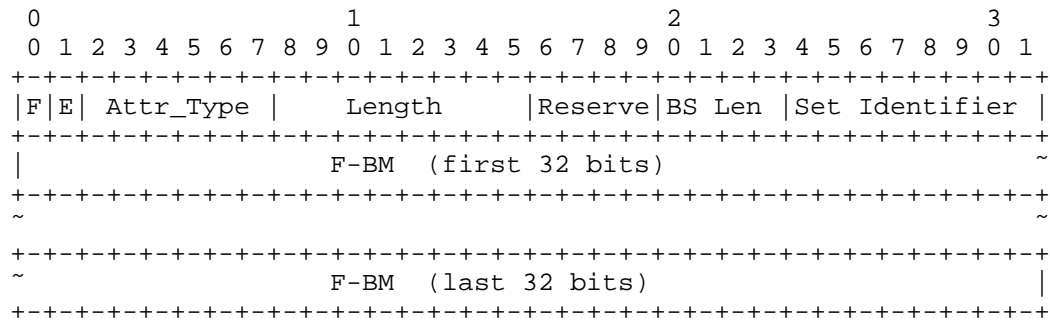 0                   1                   2                   3
 0 1 2 3 4 5 6 7 8 9 0 1 2 3 4 5 6 7 8 9 0 1 2 3 4 5 6 7 8 9 0 1
+-+-+-+-+-+-+-+-+-+-+-+-+-+-+-+-+-+-+-+-+-+-+-+-+-+-+-+-+-+-+-+-+
|F|E| Attr_Type |    Length     |Reserve|BS Len |Set Identifier |
+-+-+-+-+-+-+-+-+-+-+-+-+-+-+-+-+-+-+-+-+-+-+-+-+-+-+-+-+-+-+-+-+
|                   F-BM  (first 32 bits)                       ~
+-+-+-+-+-+-+-+-+-+-+-+-+-+-+-+-+-+-+-+-+-+-+-+-+-+-+-+-+-+-+-+-+
~                                                               ~
+-+-+-+-+-+-+-+-+-+-+-+-+-+-+-+-+-+-+-+-+-+-+-+-+-+-+-+-+-+-+-+-+
~                   F-BM  (last 32 bits)                        |
+-+-+-+-+-+-+-+-+-+-+-+-+-+-+-+-+-+-+-+-+-+-+-+-+-+-+-+-+-+-+-+-+